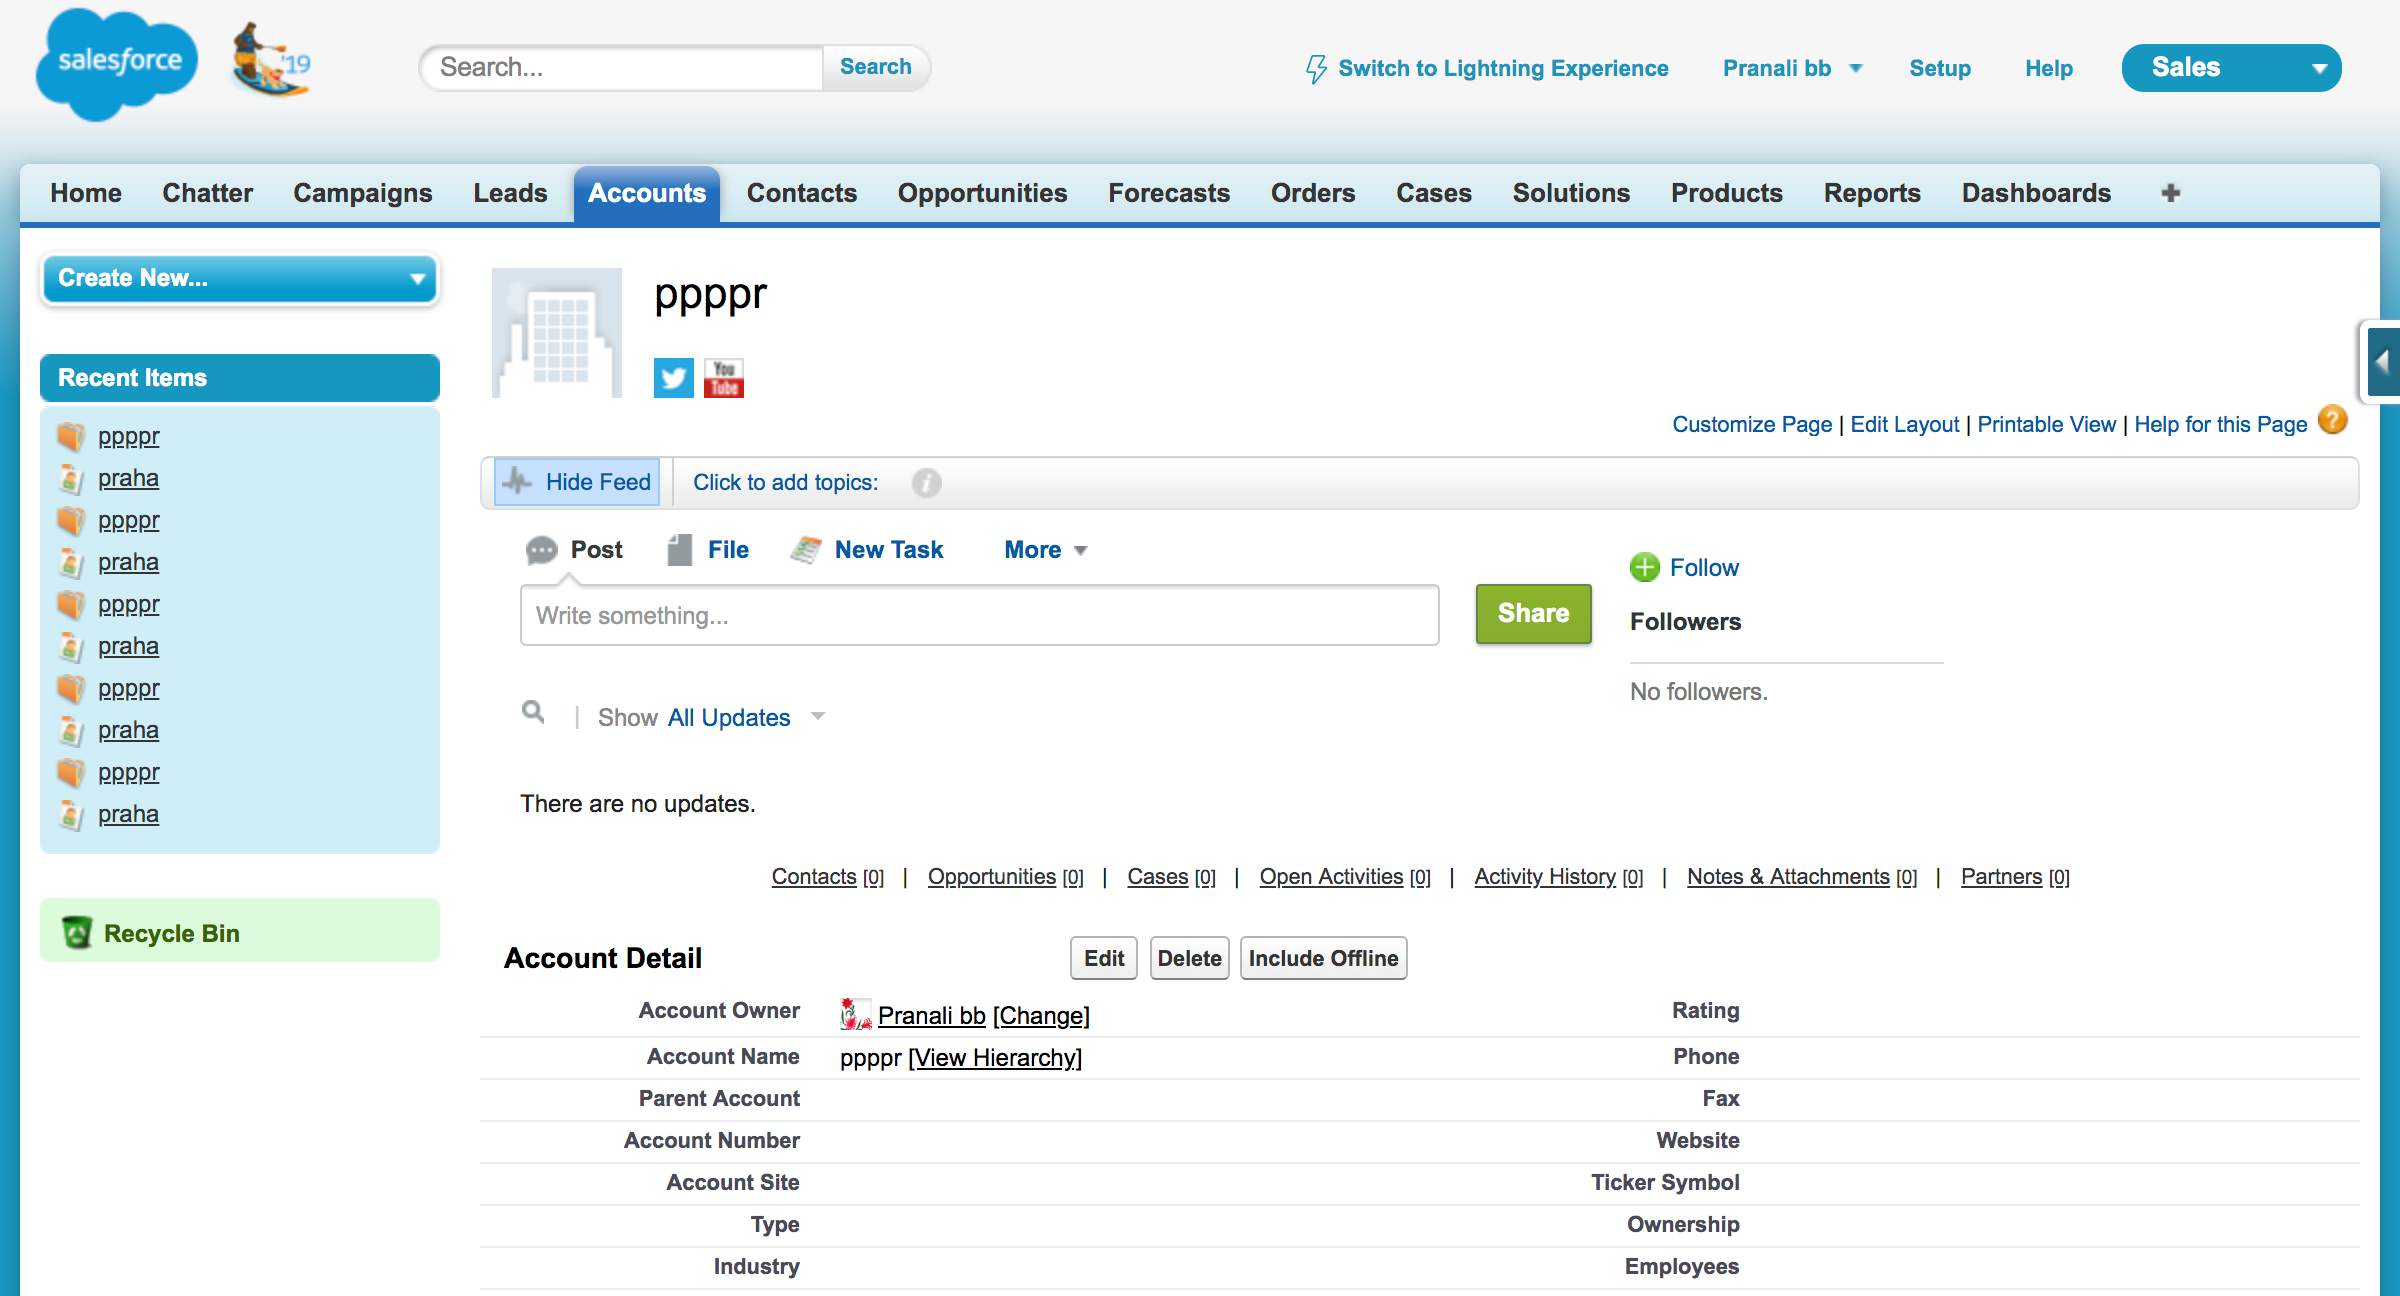 salesforce
'19
Search...
Search
Switch to Lightning Experience
Pranali bb
Setup
Help
Sales
Home Chatter Campaigns Leads Accounts Contacts Opportunities Forecasts Orders Cases Solutions Products Reports Dashboards +
Create New...
Recent Items
ppppr
praha
ppppr
praha
ppppr
praha
ppppr
praha
ppppr
praha
Recycle Bin
ppppr
You
Tube
Customize Page | Edit Layout | Printable View | Help for this Page ?
Hide Feed
Click to add topics: i
Post File New Task More
Write something...
Share
Follow
Followers
No followers.
| Show All Updates
There are no updates.
Contacts [0] | Opportunities [0] | Cases [0] | Open Activities [0] | Activity History [0] | Notes & Attachments [0] | Partners [0]
Account Detail
Edit Delete Include Offline
Account Owner Pranali bb [Change] Rating
Account Name ppppr [View Hierarchy] Phone
Parent Account Fax
Account Number Website
Account Site Ticker Symbol
Type Ownership
Industry Employees